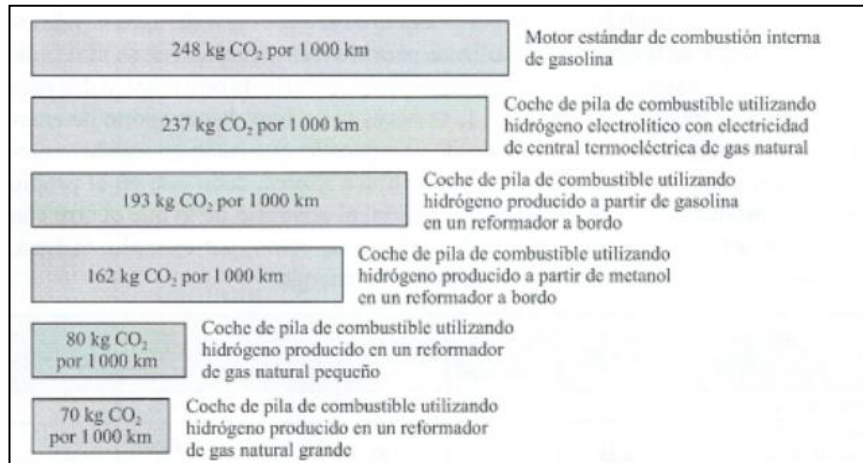 248 kg CO₂ por 1 000 km
Motor estándar de combustión interna
de gasolina
237 kg CO₂ por 1 000 km
Coche de pila de combustible utilizando
hidrógeno electrolítico con electricidad
de central termoeléctrica de gas natural
193 kg CO₂ por 1 000 km
Coche de pila de combustible utilizando
hidrógeno producido a partir de gasolina
en un reformador a bordo
162 kg CO₂ por 1 000 km
Coche de pila de combustible utilizando
hidrógeno producido a partir de metanol
en un reformador a bordo
80 kg CO₂
por 1 000 km
Coche de pila de combustible utilizando
hidrógeno producido en un reformador
de gas natural pequeño
70 kg CO₂
por 1 000 km
Coche de pila de combustible utilizando
hidrógeno producido en un reformador
de gas natural grande